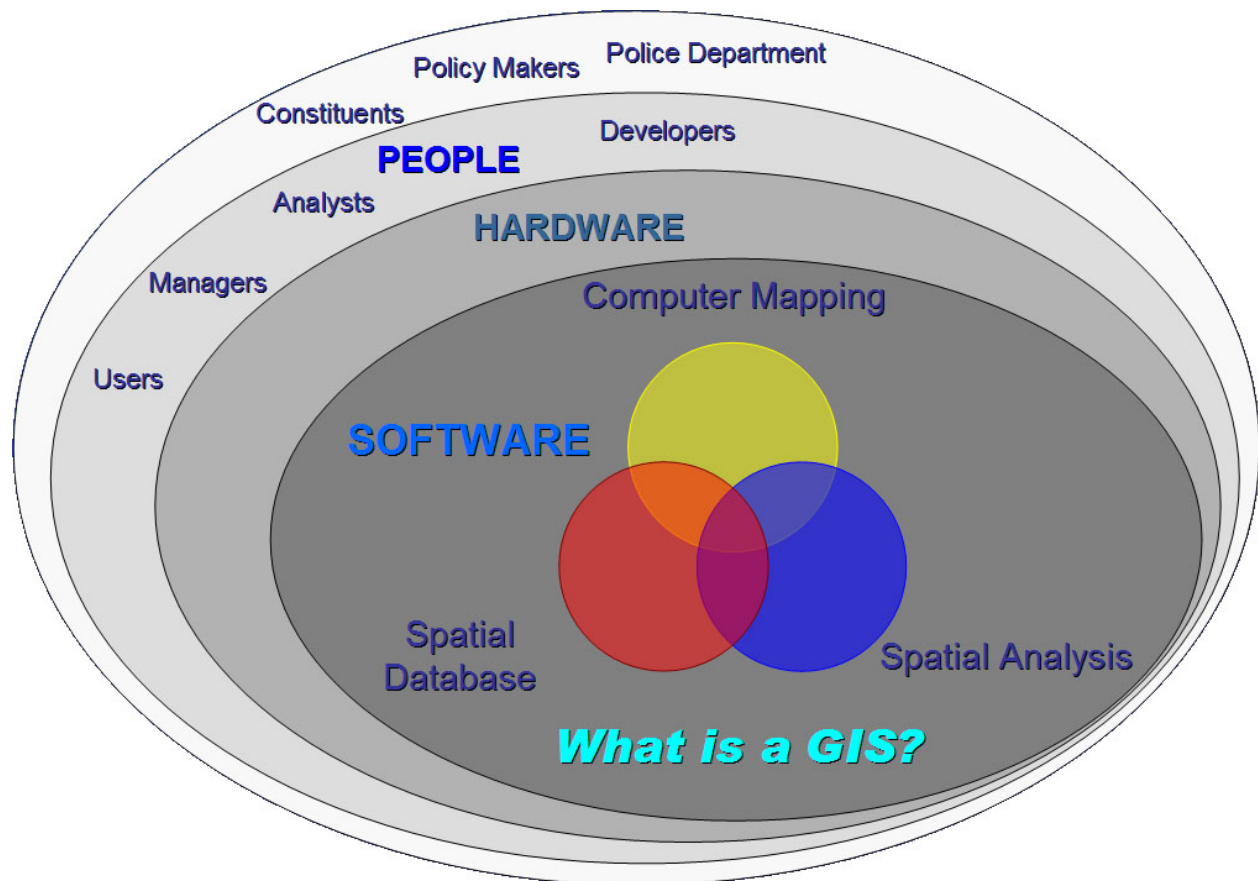 Policy Makers
Police Department
Constituents
Developers
PEOPLE
Analysts
HARDWARE
Managers
Computer Mapping
Users
SOFTWARE
Spatial
Database
Spatial Analysis
What is a GIS?